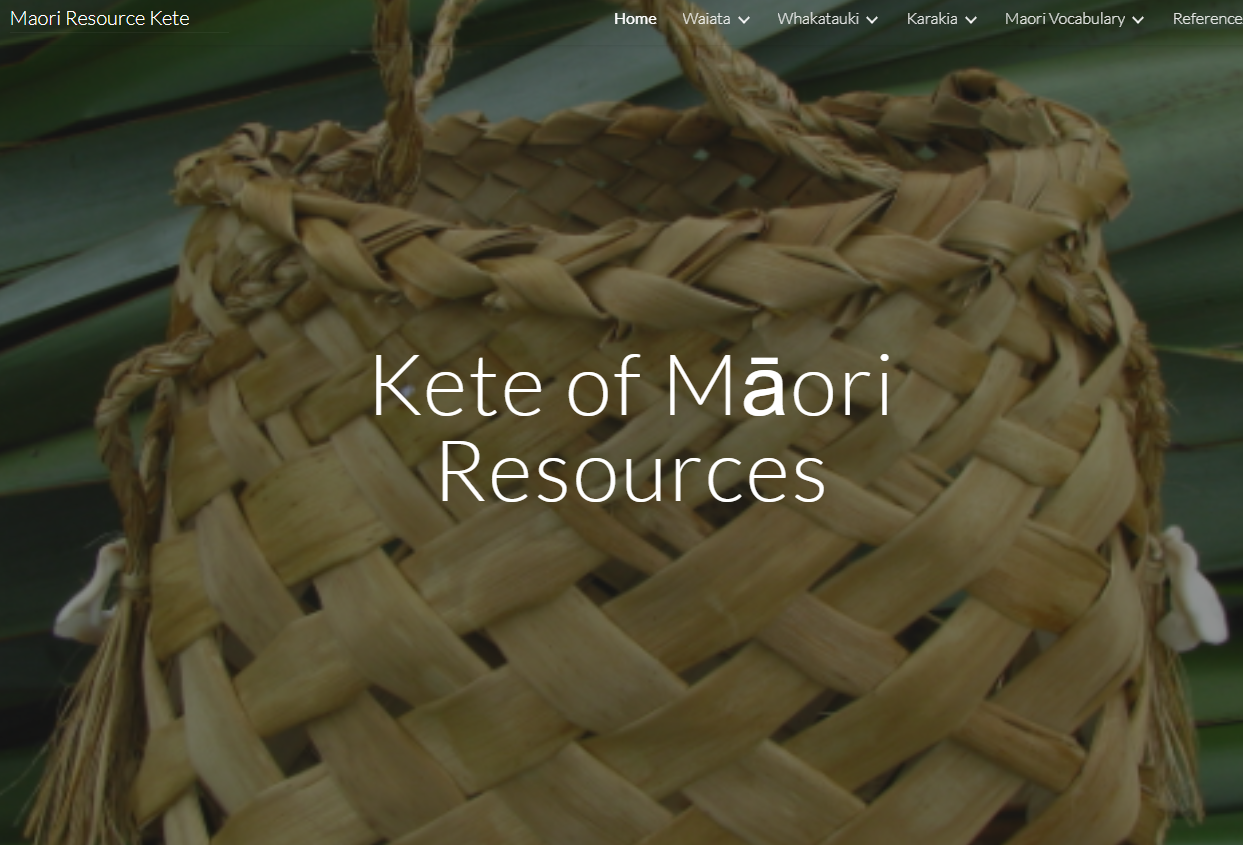 Maori Resource Kete
Home Waiata Whakatauki Karakia Maori Vocabulary Reference
Kete of Māori
Resources